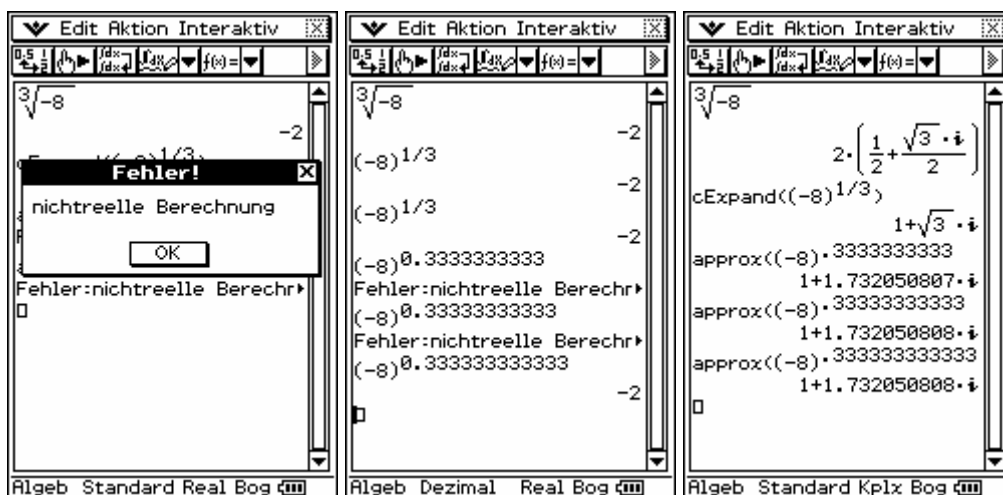 Edit Aktion Interaktiv
∛-8
-2
Fehler!
nichtreelle Berechnung
OK
Fehler:nichtreelle Berechr
Algeb Standard Real Bog
Edit Aktion Interaktiv
∛-8
-2
(-8)^1/3
-2
(-8)^1/3
-2
(-8)^0.3333333333
Fehler:nichtreelle Berechr
(-8)^0.33333333333
Fehler:nichtreelle Berechr
(-8)^0.333333333333
-2
Algeb Dezimal Real Bog
Edit Aktion Interaktiv
∛-8
2·(1/2+√3·i/2)
cExpand((-8)^1/3)
1+√3·i
approx((-8)^.3333333333
1+1.732050807·i
approx((-8)^.33333333333
1+1.732050808·i
approx((-8)^.333333333333
1+1.732050808·i
Algeb Standard Kplx Bog